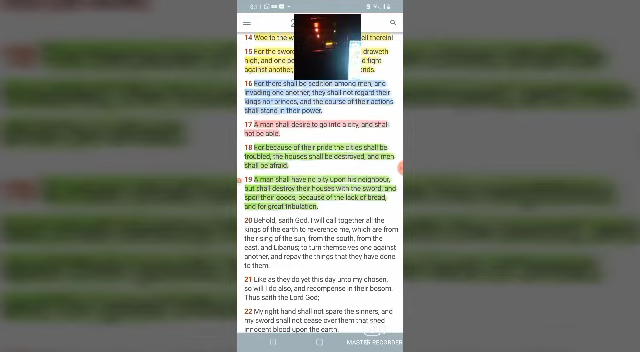 14 Woe to the w
ell therein!
15 For the sword
draweth
high, and one pe
d fight
against another,
ends.
16 For there shall be sedition among men, and
invading one another; they shall not regard their
kings nor princes, and the course of their actions
shall stand in their power.
17 A man shall desire to go into a city, and shall
not be able.
18 For because of their pride the cities shall be
troubled, the houses shall be destroyed, and men
shall be afraid.
19 A man shall have no pity upon his neighbour,
but shall destroy their houses with the sword, and
spoil their goods, because of the lack of bread,
and for great tribulation.
20 Behold, saith God, I will call together all the
kings of the earth to reverence me, which are from
the rising of the sun, from the south, from the
east, and Libanus; to turn themselves one against
another, and repay the things that they have done
to them.
21 Like as they do yet this day unto my chosen,
so will I do also, and recompense in their bosom.
Thus saith the Lord God;
22 My right hand shall not spare the sinners, and
my sword shall not cease over them that shed
innocent blood upon the earth.
MASTER RECORDER